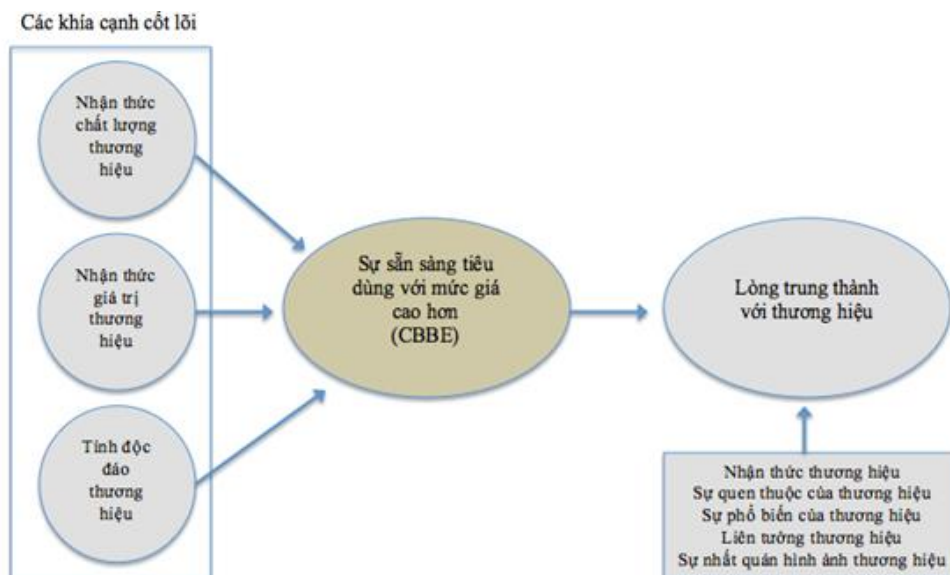 Các khía cạnh cốt lõi
Nhận thức
chất lượng
thương
hiệu
Nhận thức
giá trị
thương
hiệu
Tính độc
đáo
thương
hiệu
Sự sẵn sàng tiêu
dùng với mức giá
cao hơn
(CBBE)
Lòng trung thành
với thương hiệu
Nhận thức thương hiệu
Sự quen thuộc của thương hiệu
Sự phổ biến của thương hiệu
Liên tưởng thương hiệu
Sự nhất quán hình ảnh thương hiệu